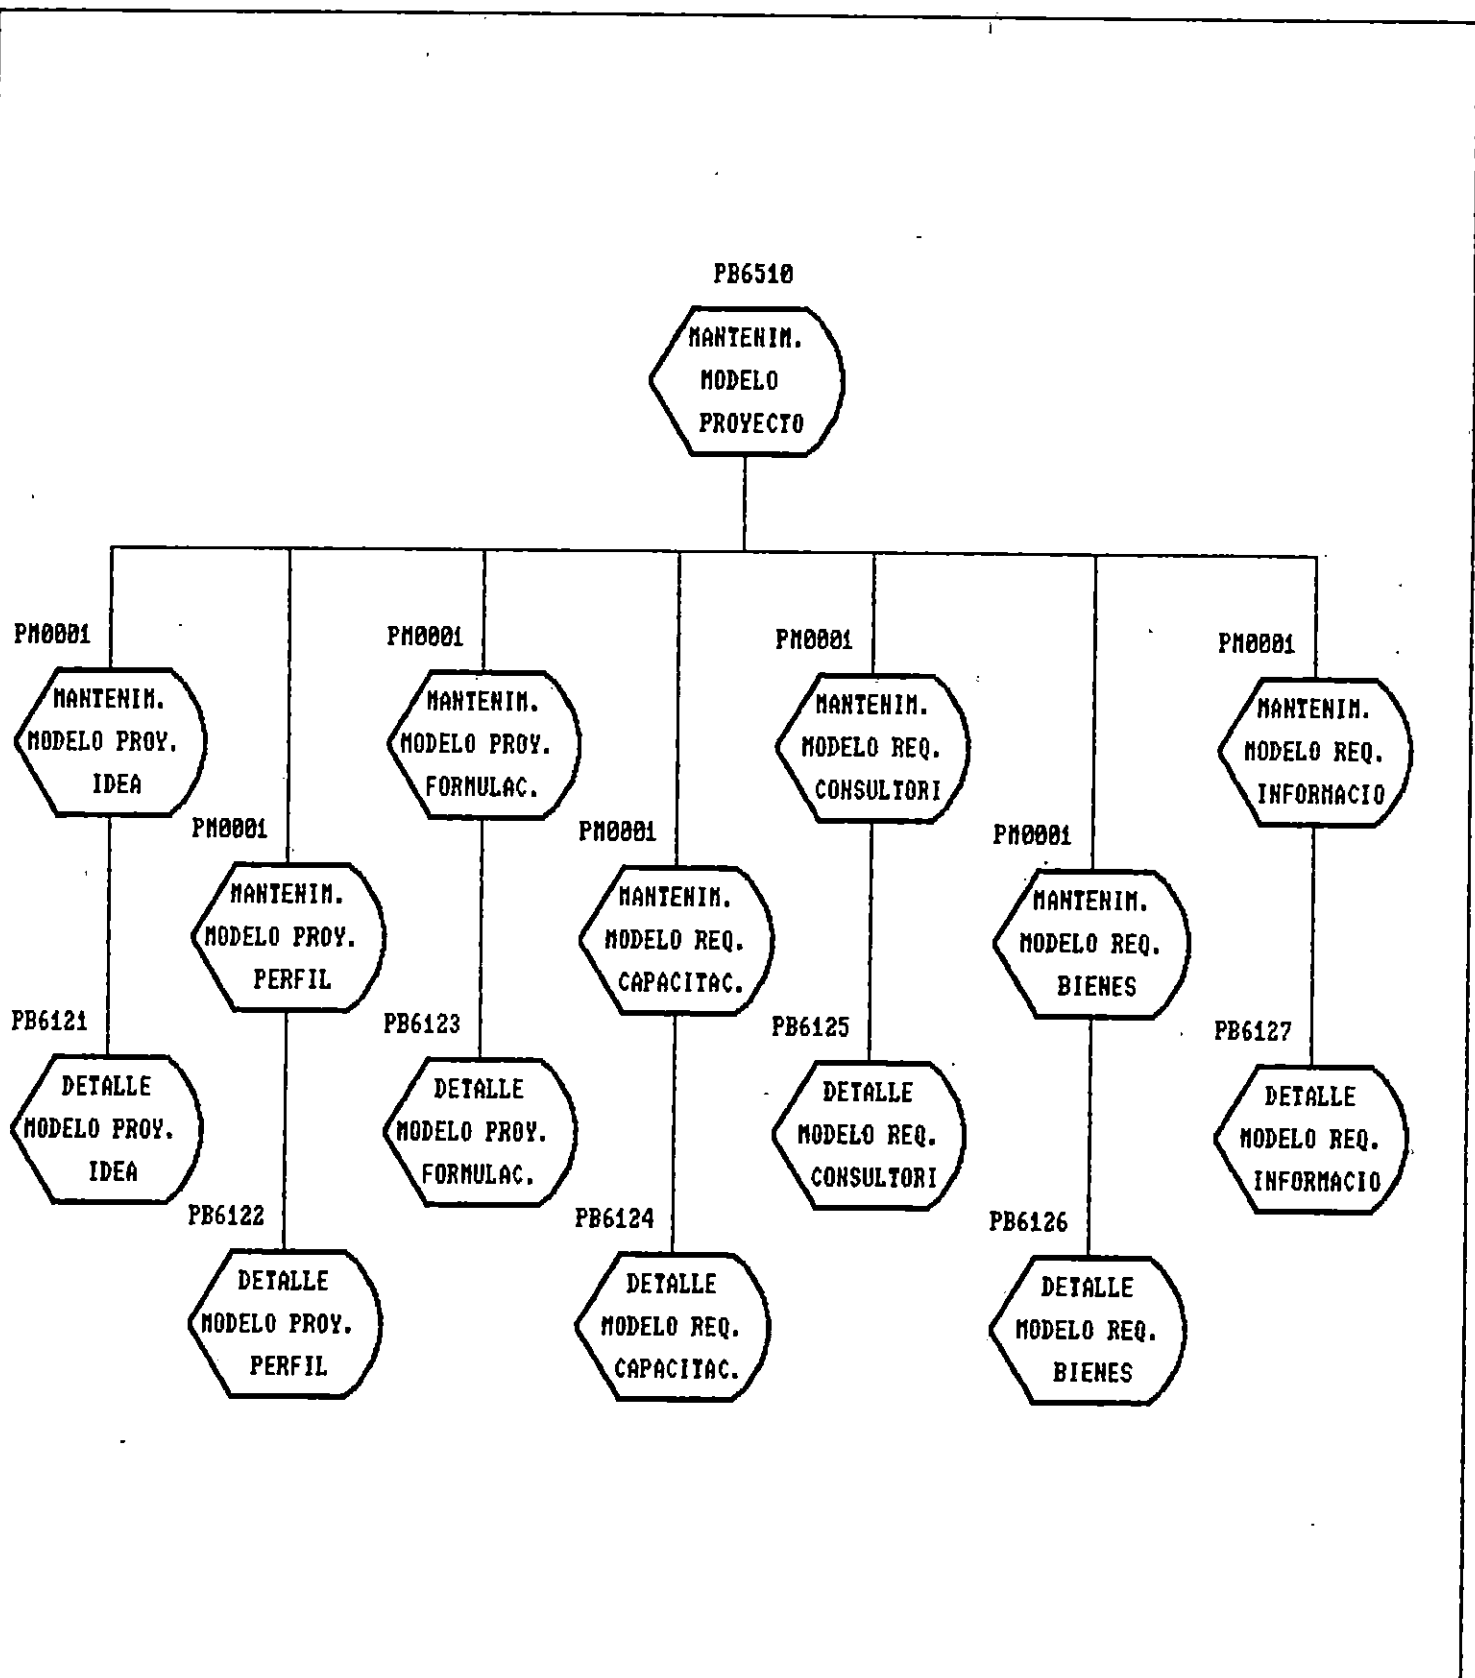 PB6510
MANTENIM.
MODELO
PROYECTO
PM0001
MANTENIM.
MODELO PROY.
IDEA
PM0001
MANTENIM.
MODELO PROY.
PERFIL
PM0001
MANTENIM.
MODELO PROY.
FORMULAC.
PM0001
MANTENIM.
MODELO REQ.
CAPACITAC.
PM0001
MANTENIM.
MODELO REQ.
CONSULTORI
PM0001
MANTENIM.
MODELO REQ.
BIENES
PM0001
MANTENIM.
MODELO REQ.
INFORMACIO
PB6121
DETALLE
MODELO PROY.
IDEA
PB6122
DETALLE
MODELO PROY.
PERFIL
PB6123
DETALLE
MODELO PROY.
FORMULAC.
PB6124
DETALLE
MODELO REQ.
CAPACITAC.
PB6125
DETALLE
MODELO REQ.
CONSULTORI
PB6126
DETALLE
MODELO REQ.
BIENES
PB6127
DETALLE
MODELO REQ.
INFORMACIO